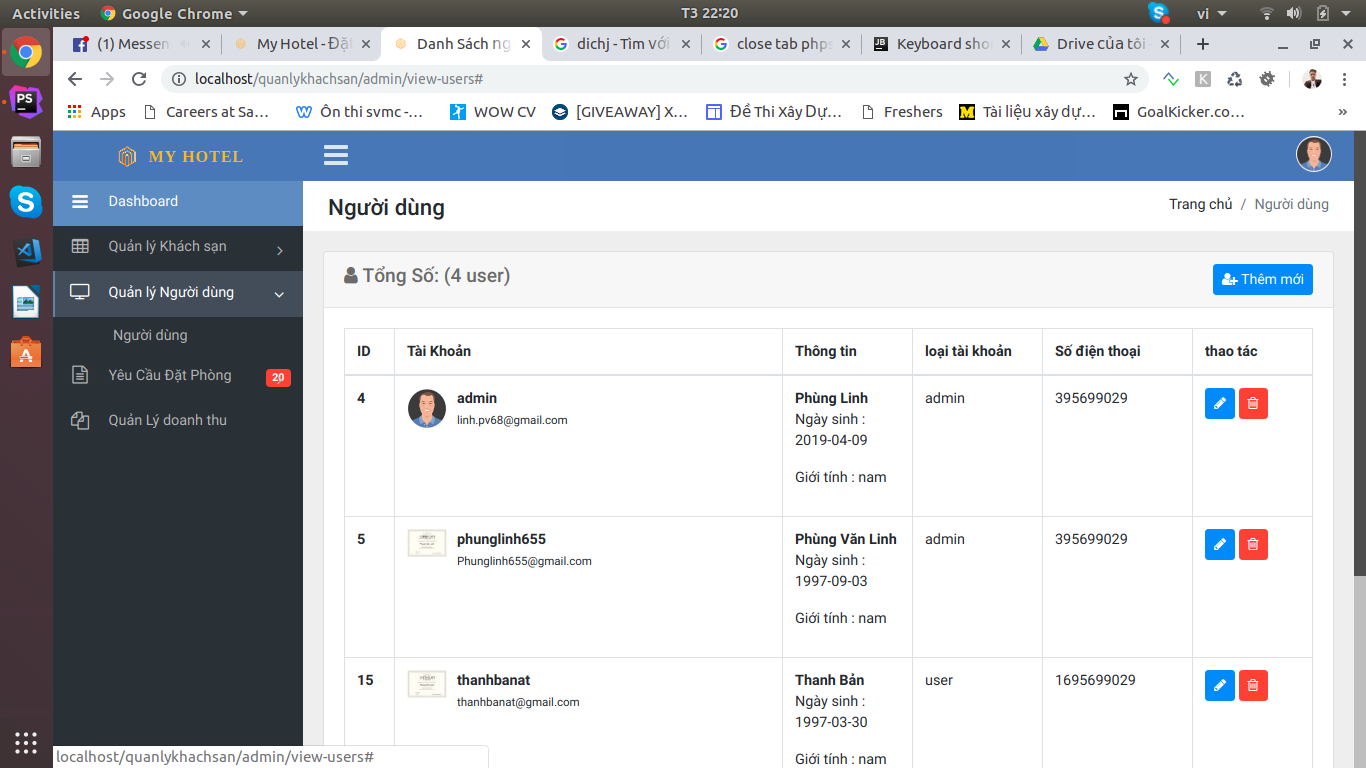 Activities Google Chrome T3 22:20 vi
(1) Messen My Hotel - Đặt Danh Sách ng dichj - Tìm với close tab phps Keyboard sho Drive của tôi
localhost/quanlykhachsan/admin/view-users#
Apps Careers at Sa… Ôn thi svmc -… WOW CV [GIVEAWAY] X… Đề Thi Xây Dự… Freshers Tài liệu xây dự… GoalKicker.co… »
MY HOTEL
Dashboard
Quản lý Khách sạn
Quản lý Người dùng
Người dùng
Yêu Cầu Đặt Phòng 20
Quản Lý doanh thu
Người dùng
Trang chủ / Người dùng
Tổng Số: (4 user)
Thêm mới
ID Tài Khoản Thông tin loại tài khoản Số điện thoại thao tác
4 admin Phùng Linh admin 395699029
linh.pv68@gmail.com Ngày sinh :
2019-04-09
Giới tính : nam
5 phunglinh655 Phùng Văn Linh admin 395699029
Phunglinh655@gmail.com Ngày sinh :
1997-09-03
Giới tính : nam
15 thanhbanat Thanh Bản user 1695699029
thanhbanat@gmail.com Ngày sinh :
1997-03-30
Giới tính : nam
localhost/quanlykhachsan/admin/view-users#